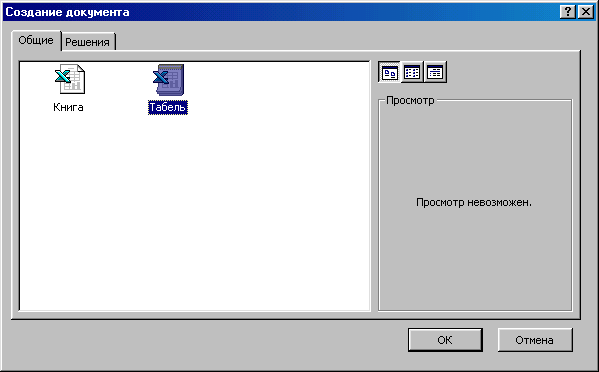 Создание документа
Общие
Решения
Книга
Табель
Просмотр
Просмотр невозможен.
OK
Отмена